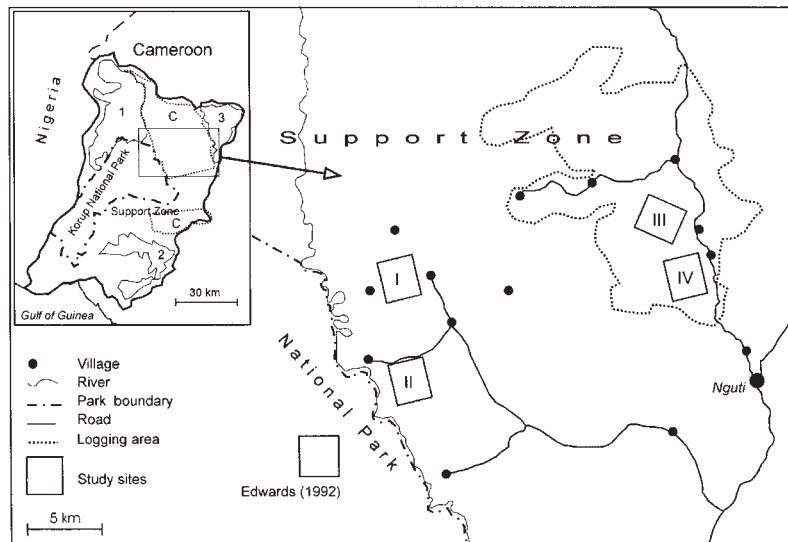 Cameroon
Nigeria
1
C
3
Korup National Park
Support Zone
C
2
30 km
Gulf of Guinea
Support Zone
III
IV
I
II
National Park
Nguti
Village
River
Park boundary
Road
Logging area
Study sites
Edwards (1992)
5 km